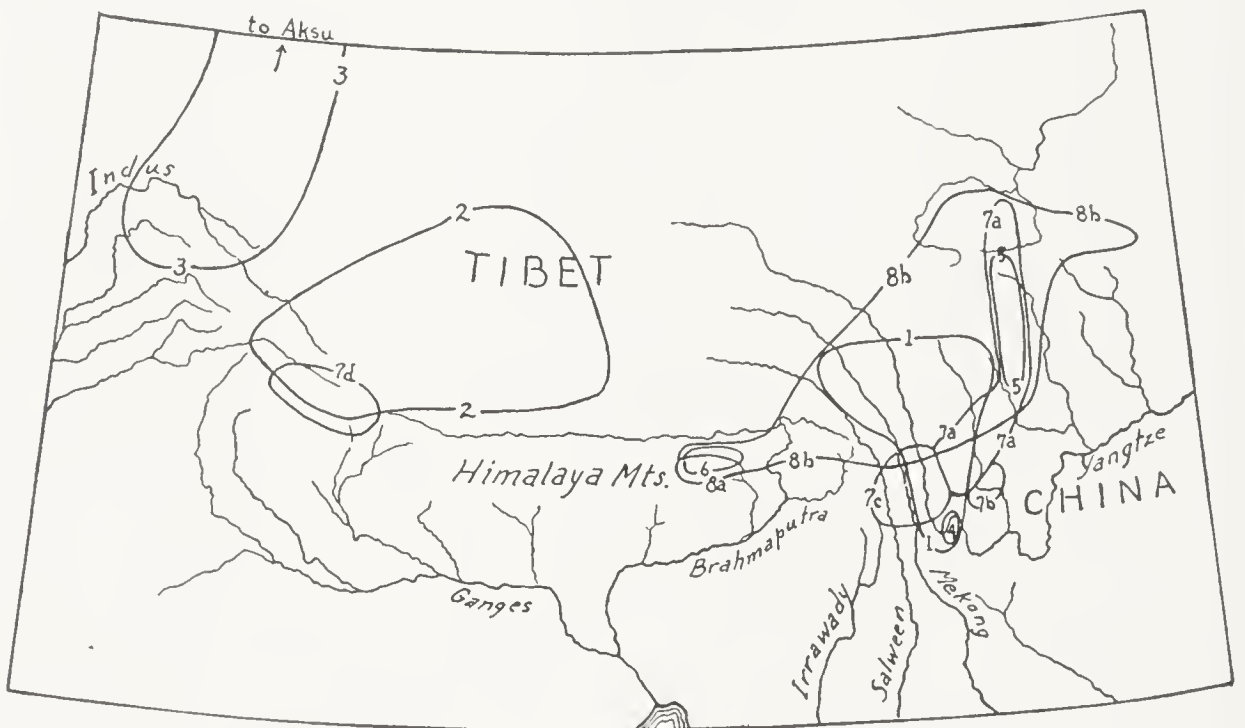 to Aksu
3
Indus
3
2
TIBET
7a
8b
5
8b
1
7d
5
2
7a
7a
Himalaya Mts.
6
8a
8b
Yangtze
7c
7b
CHINA
4
1
Brahmaputra
Ganges
Mekong
Irrawady
Salween